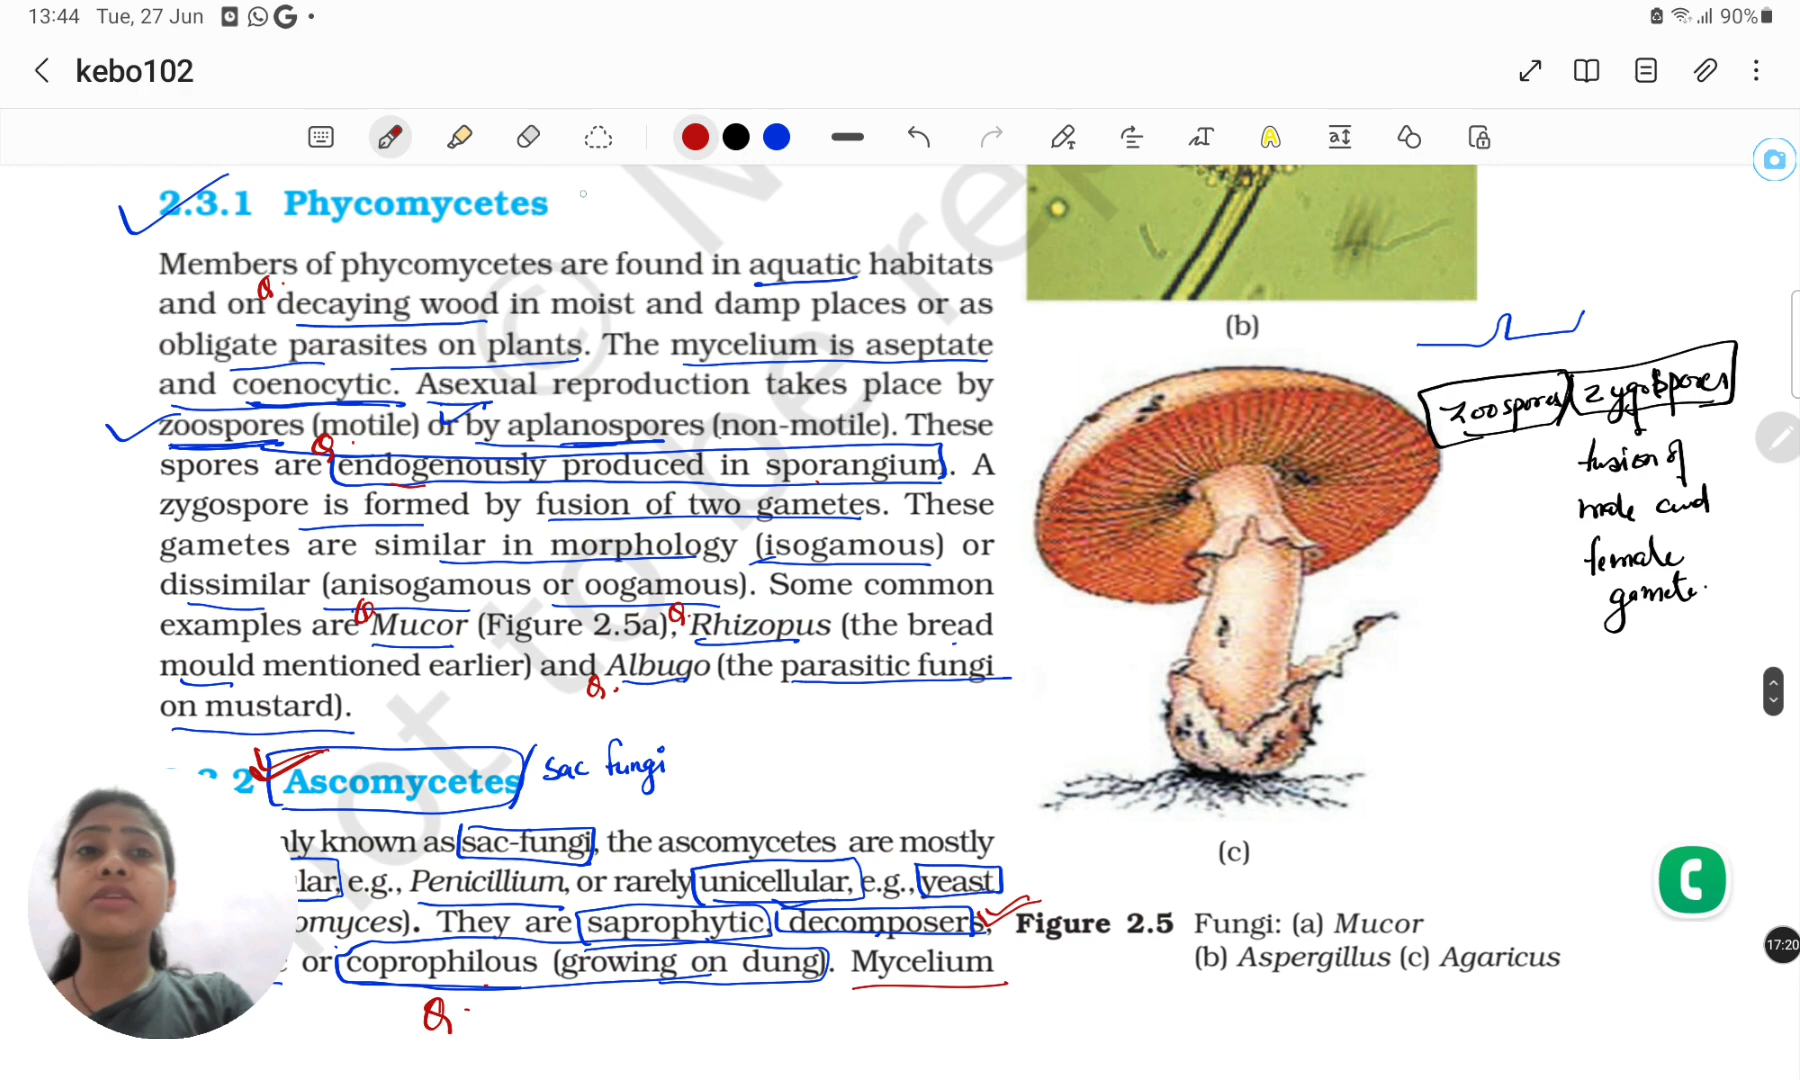 13:44 Tue, 27 Jun
90%
kebo102
2.3.1 Phycomycetes
Members of phycomycetes are found in aquatic habitats
and on decaying wood in moist and damp places or as
obligate parasites on plants. The mycelium is aseptate
and coenocytic. Asexual reproduction takes place by
zoospores (motile) or by aplanospores (non-motile). These
spores are endogenously produced in sporangium. A
zygospore is formed by fusion of two gametes. These
gametes are similar in morphology (isogamous) or
dissimilar (anisogamous or oogamous). Some common
examples are Mucor (Figure 2.5a), Rhizopus (the bread
mould mentioned earlier) and Albugo (the parasitic fungi
on mustard).
2 Ascomycetes / sac fungi
known as sac-fungi, the ascomycetes are mostly
e.g., Penicillium, or rarely unicellular, e.g., yeast
They are saprophytic, decomposers,
or coprophilous (growing on dung). Mycelium
Q.
(b)
Zoospores Zygospores
fusion of
male and
female
gamete.
(c)
Figure 2.5 Fungi: (a) Mucor
(b) Aspergillus (c) Agaricus
17:20